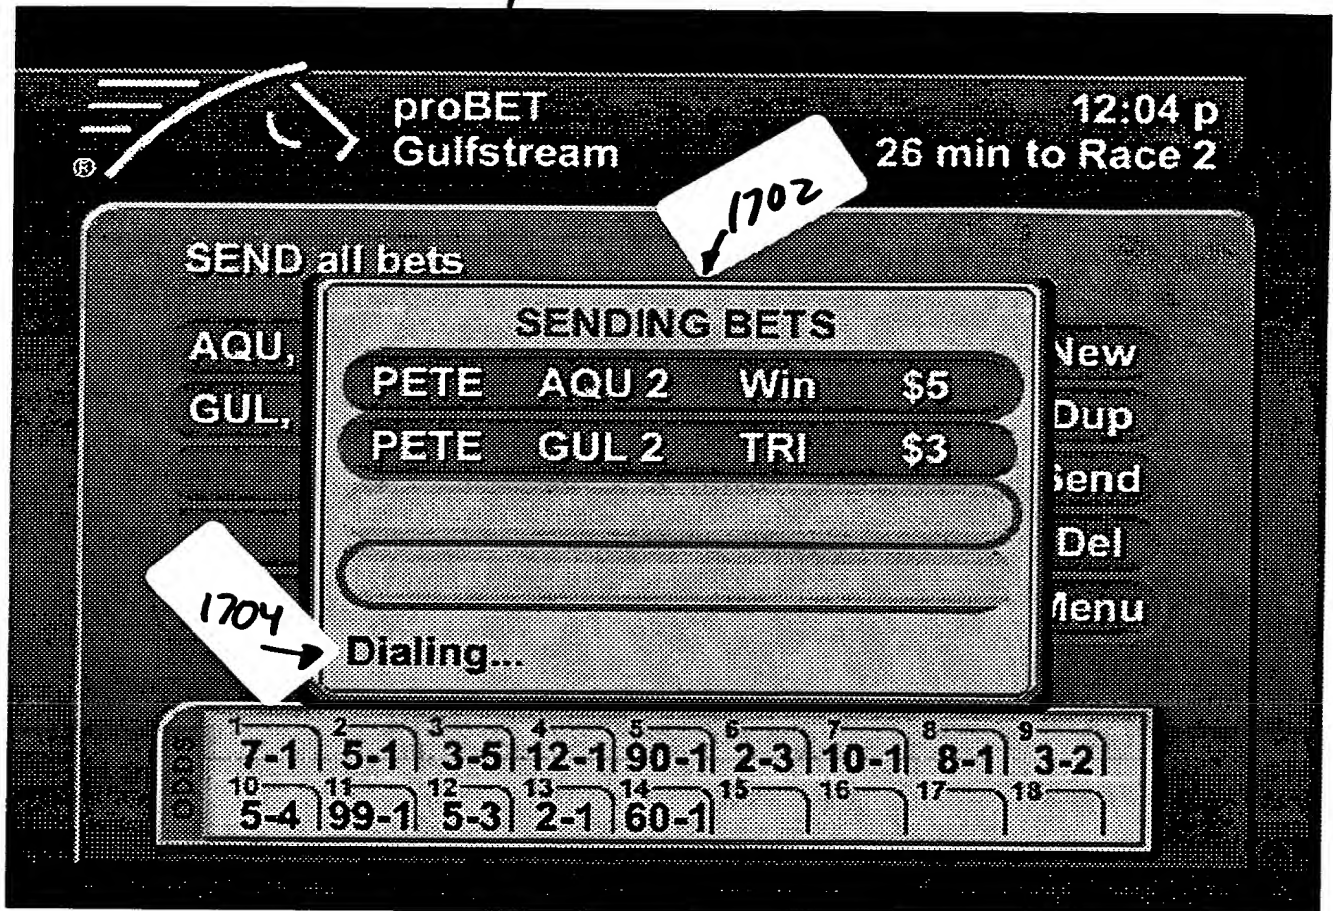 proBET
Gulfstream
12:04 p
26 min to Race 2
®
1702
SEND all bets
AQU,
GUL,
SENDING BETS
PETE AQU 2 Win $5
PETE GUL 2 TRI $3
Dialing...
1704
New
Dup
Send
Del
Menu
ODDS
1 2 3 4 5 6 7 8 9
7-1 5-1 3-5 12-1 90-1 2-3 10-1 8-1 3-2
10 11 12 13 14 15 16 17 18
5-4 99-1 5-3 2-1 60-1